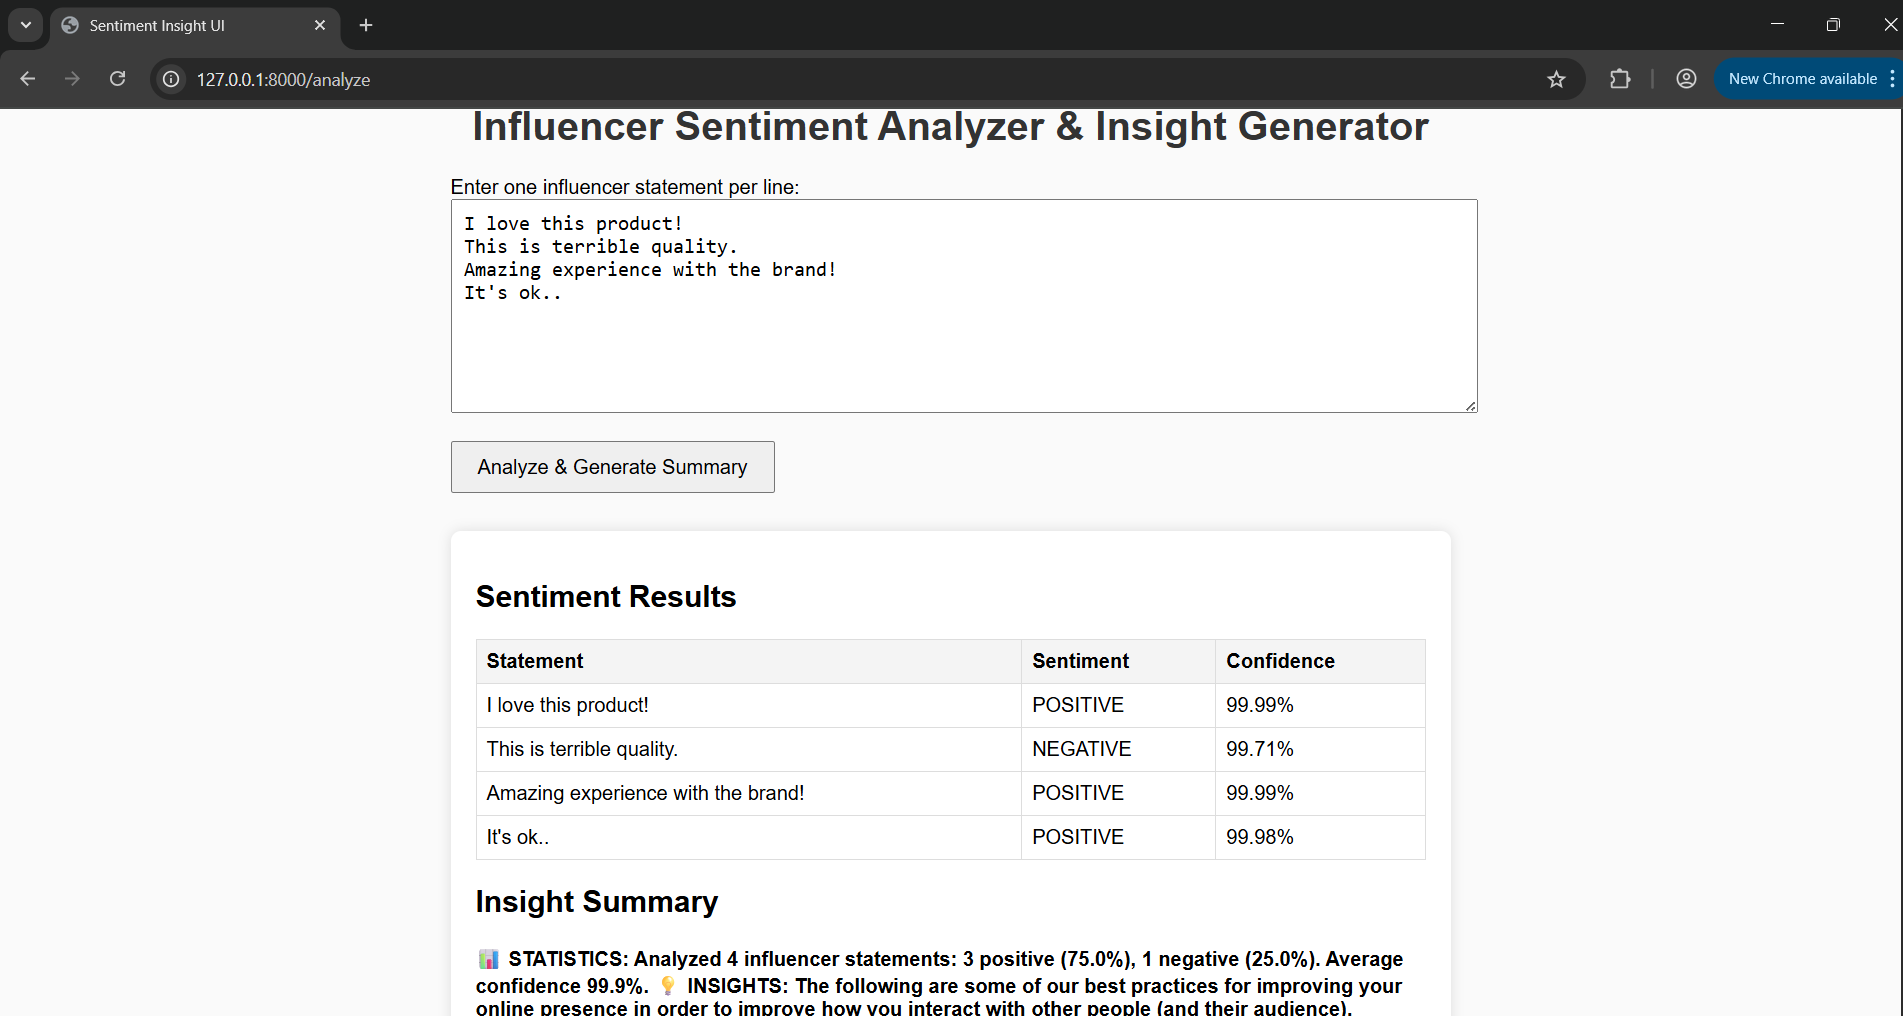 Sentiment Insight UI
127.0.0.1:8000/analyze
New Chrome available
Influencer Sentiment Analyzer & Insight Generator
Enter one influencer statement per line:
I love this product!
This is terrible quality.
Amazing experience with the brand!
It's ok..
Analyze & Generate Summary
Sentiment Results
Statement Sentiment Confidence
I love this product! POSITIVE 99.99%
This is terrible quality. NEGATIVE 99.71%
Amazing experience with the brand! POSITIVE 99.99%
It's ok.. POSITIVE 99.98%
Insight Summary
📊 STATISTICS: Analyzed 4 influencer statements: 3 positive (75.0%), 1 negative (25.0%). Average
confidence 99.9%. 💡 INSIGHTS: The following are some of our best practices for improving your
online presence in order to improve how you interact with other people (and their audience).